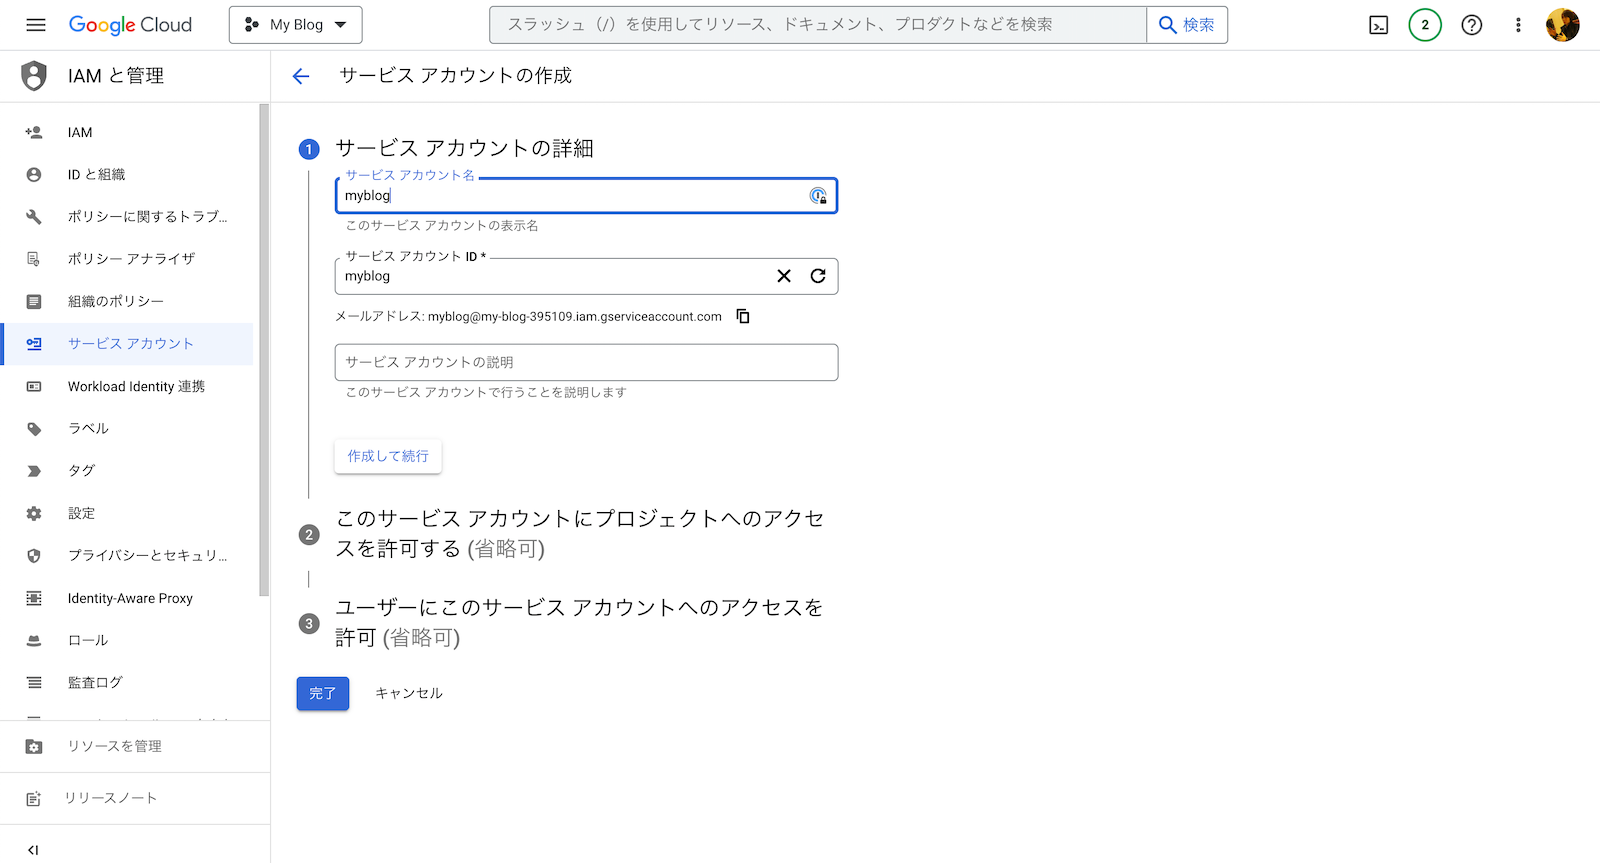 Google Cloud
My Blog
スラッシュ（/）を使用してリソース、ドキュメント、プロダクトなどを検索
検索
2
IAM と管理
サービス アカウントの作成
IAM
ID と組織
ポリシーに関するトラブ...
ポリシー アナライザ
組織のポリシー
サービス アカウント
Workload Identity 連携
ラベル
タグ
設定
プライバシーとセキュリ...
Identity-Aware Proxy
ロール
監査ログ
リソースを管理
リリースノート
1
サービス アカウントの詳細
サービス アカウント名
myblog
このサービス アカウントの表示名
サービス アカウント ID *
myblog
メールアドレス: myblog@my-blog-395109.iam.gserviceaccount.com
サービス アカウントの説明
このサービス アカウントで行うことを説明します
作成して続行
2
このサービス アカウントにプロジェクトへのアクセ
スを許可する (省略可)
3
ユーザーにこのサービス アカウントへのアクセスを
許可 (省略可)
完了
キャンセル